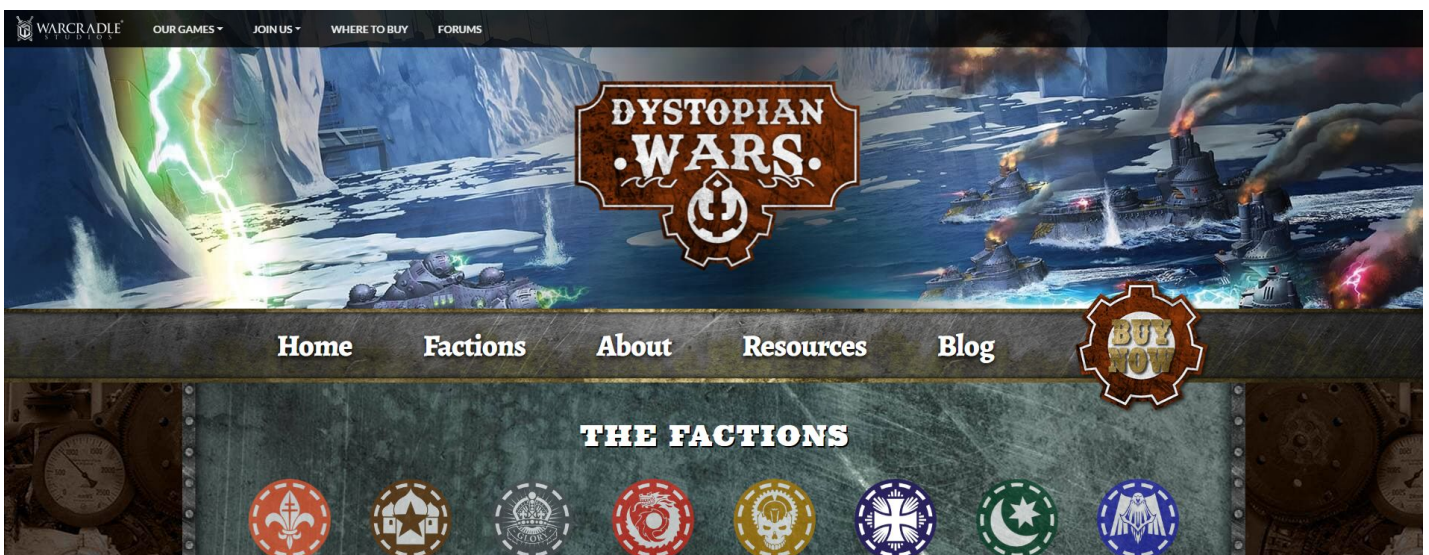 WARCRADLE
STUDIOS
OUR GAMES
JOIN US
WHERE TO BUY
FORUMS
DYSTOPIAN
WARS
Home
Factions
About
Resources
Blog
BUY
NOW
THE FACTIONS
GLORY